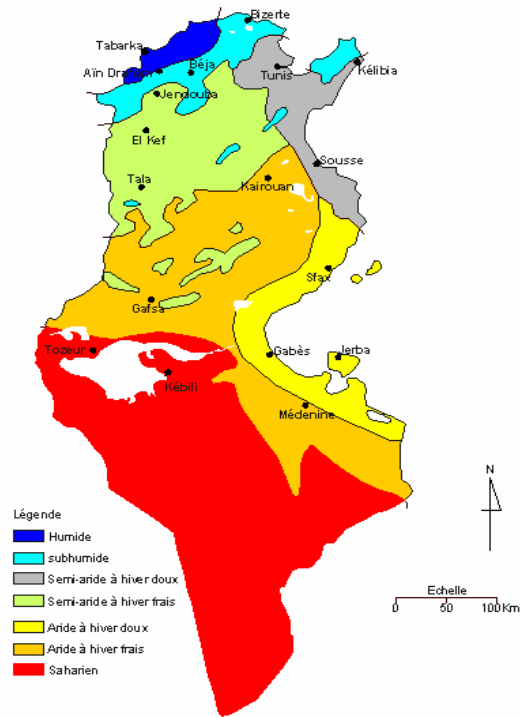 Bizerte
Tabarka
Aïn Draham
Béja
Tunis
Kélibia
Jendouba
El Kef
Sousse
Tala
Kairouan
Sfax
Gafsa
Tozeur
Gabès
Jerba
Kébili
Médenine
N
Légende
Humide
subhumide
Semi-aride à hiver doux
Semi-aride à hiver frais
Aride à hiver doux
Aride à hiver frais
Saharien
Echelle
0 50 100Km